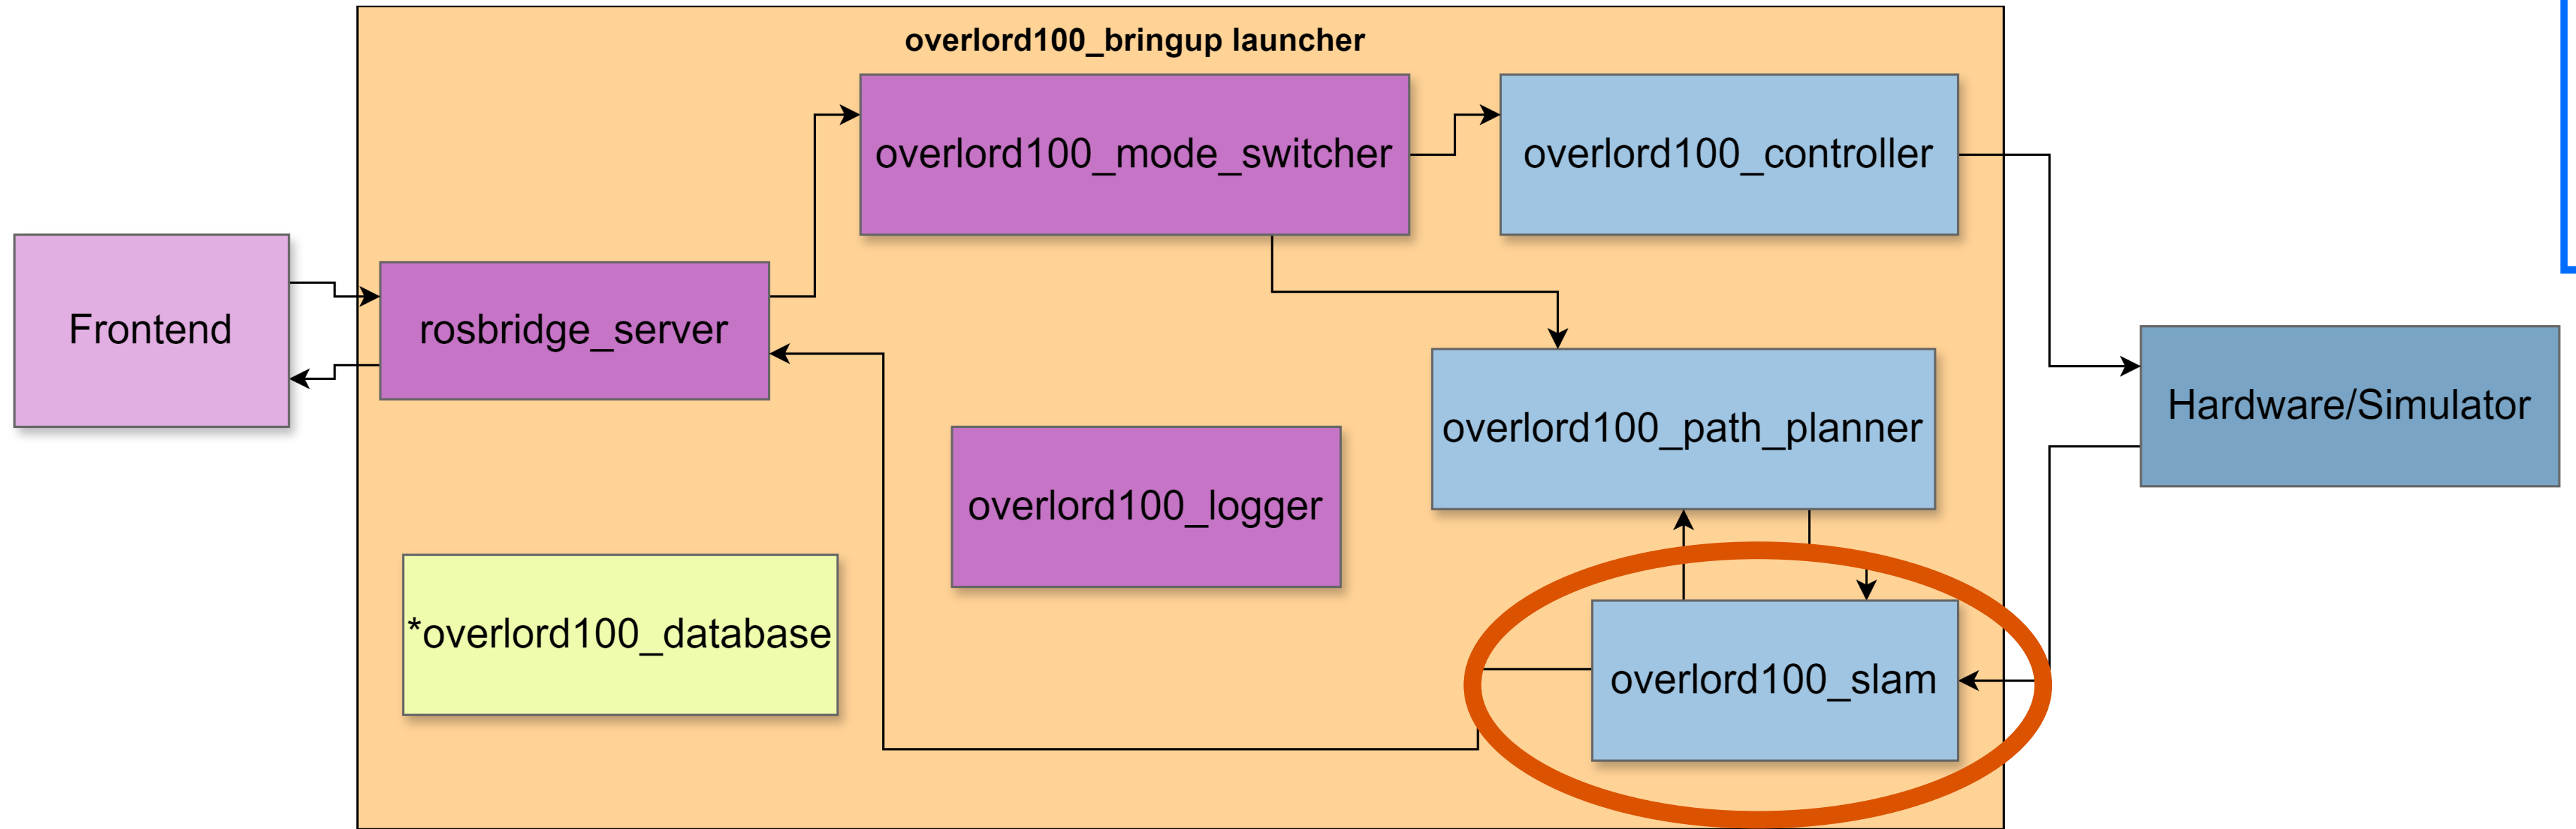 overlord100_bringup launcher
overlord100_mode_switcher
overlord100_controller
Frontend
rosbridge_server
overlord100_path_planner
Hardware/Simulator
overlord100_logger
*overlord100_database
overlord100_slam